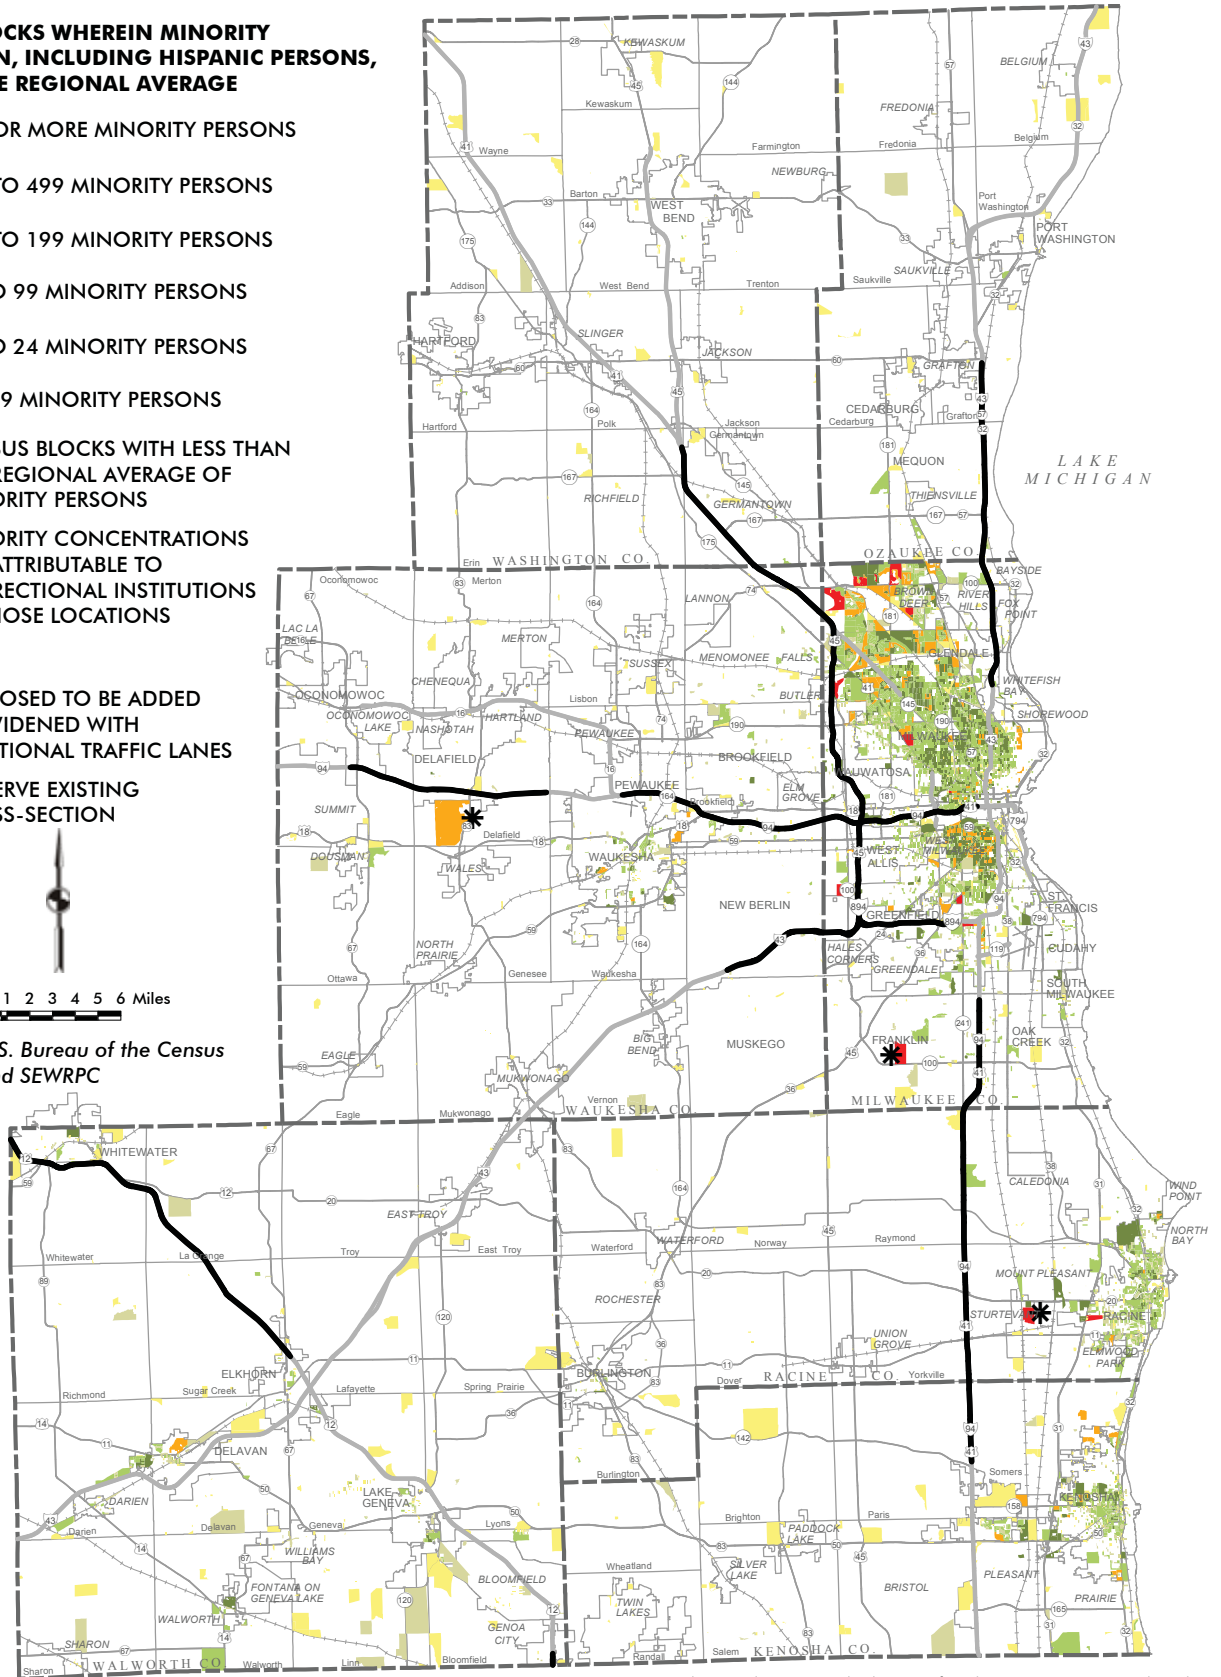 OCKS WHEREIN MINORITY
N, INCLUDING HISPANIC PERSONS,
E REGIONAL AVERAGE
OR MORE MINORITY PERSONS
TO 499 MINORITY PERSONS
TO 199 MINORITY PERSONS
O 99 MINORITY PERSONS
O 24 MINORITY PERSONS
9 MINORITY PERSONS
SUS BLOCKS WITH LESS THAN
REGIONAL AVERAGE OF
ORITY PERSONS
ORITY CONCENTRATIONS
ATTRIBUTABLE TO
RECTIONAL INSTITUTIONS
HOSE LOCATIONS
OSED TO BE ADDED
WIDENED WITH
TIONAL TRAFFIC LANES
ERVE EXISTING
SS-SECTION
1 2 3 4 5 6 Miles
S. Bureau of the Census
d SEWRPC
KEWASKUM
Kewaskum
BELGIUM
FREDONIA
Belgium
Wayne
Farmington
Fredonia
NEWBURG
Barton
WEST
BEND
Port
Washington
PORT
WASHINGTON
SAUKVILLE
Saukville
Addison
West Bend
Trenton
HARTFORD
SLINGER
JACKSON
GRAFTON
CEDARBURG
Cedarburg
Grafton
Hartford
Polk
Jackson
Germantown
MEQUON
LAKE
MICHIGAN
RICHFIELD
GERMANTOWN
THIENSVILLE
Erin
WASHINGTON CO.
OZAUKEE CO.
Oconomowoc
Merton
LANNON
BAYSIDE
BROWN
DEER
RIVER
HILLS
FOX
POINT
LAC LA
BELLE
MERTON
SUSSEX
MENOMONEE FALLS
GLENDALE
CHENEQUA
OCONOMOWOC
Lisbon
BUTLER
WHITEFISH
BAY
OCONOMOWOC
LAKE
NASHOTAH
HARTLAND
PEWAUKEE
SHOREWOOD
MILWAUKEE
DELAFIELD
BROOKFIELD
WAUWATOSA
PEWAUKEE
ELM
GROVE
Brookfield
SUMMIT
Delafield
DOUSMAN
WALES
WAUKESHA
WEST
ALLIS
WEST
MILWAUKEE
NEW BERLIN
GREENFIELD
ST.
FRANCIS
NORTH
PRAIRIE
HALES
CORNERS
GREENDALE
CUDAHY
Ottawa
Genesee
Waukesha
SOUTH
MILWAUKEE
EAGLE
BIG
BEND
MUSKEGO
FRANKLIN
OAK
CREEK
MUKWONAGO
Vernon
Eagle
Mukwonago
WAUKESHA CO.
MILWAUKEE CO.
WHITEWATER
CALEDONIA
WIND
POINT
NORTH
BAY
EAST TROY
Whitewater
La Grange
Troy
East Troy
Waterford
WATERFORD
Norway
Raymond
MOUNT PLEASANT
ROCHESTER
STURTEVANT
RACINE
UNION
GROVE
ELMWOOD
PARK
ELKHORN
BURLINGTON
Dover
RACINE CO.
Yorkville
Richmond
Sugar Creek
Lafayette
Spring Prairie
DELAVAN
Burlington
Somers
DARIEN
LAKE
GENEVA
KENOSHA
Darien
Delavan
Geneva
Lyons
Brighton
PADDOCK
LAKE
Paris
WILLIAMS
BAY
Wheatland
SILVER
LAKE
BLOOMFIELD
BRISTOL
PLEASANT
PRAIRIE
FONTANA ON
GENEVA LAKE
TWIN
LAKES
WALWORTH
GENOA
CITY
SHARON
WALWORTH CO
Sharon
Walworth
Linn
Bloomfield
Randall
Salem
KENOSHA CO.